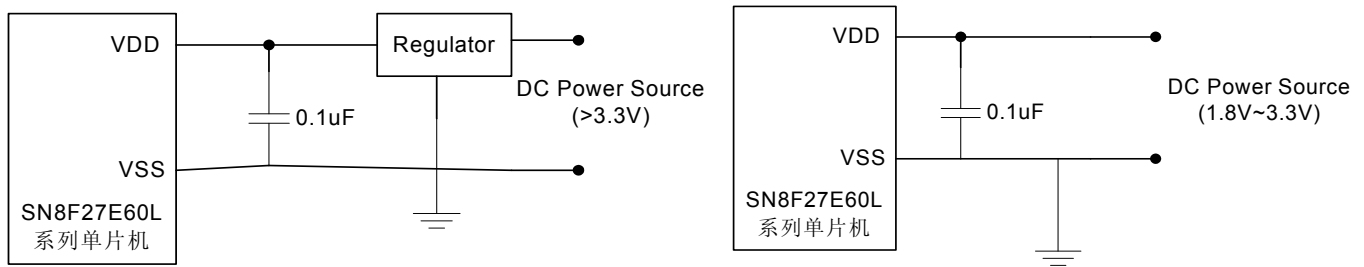 VDD
Regulator
0.1uF
DC Power Source
(>3.3V)
VSS
SN8F27E60L
系列单片机
VDD
0.1uF
DC Power Source
(1.8V~3.3V)
VSS
SN8F27E60L
系列单片机